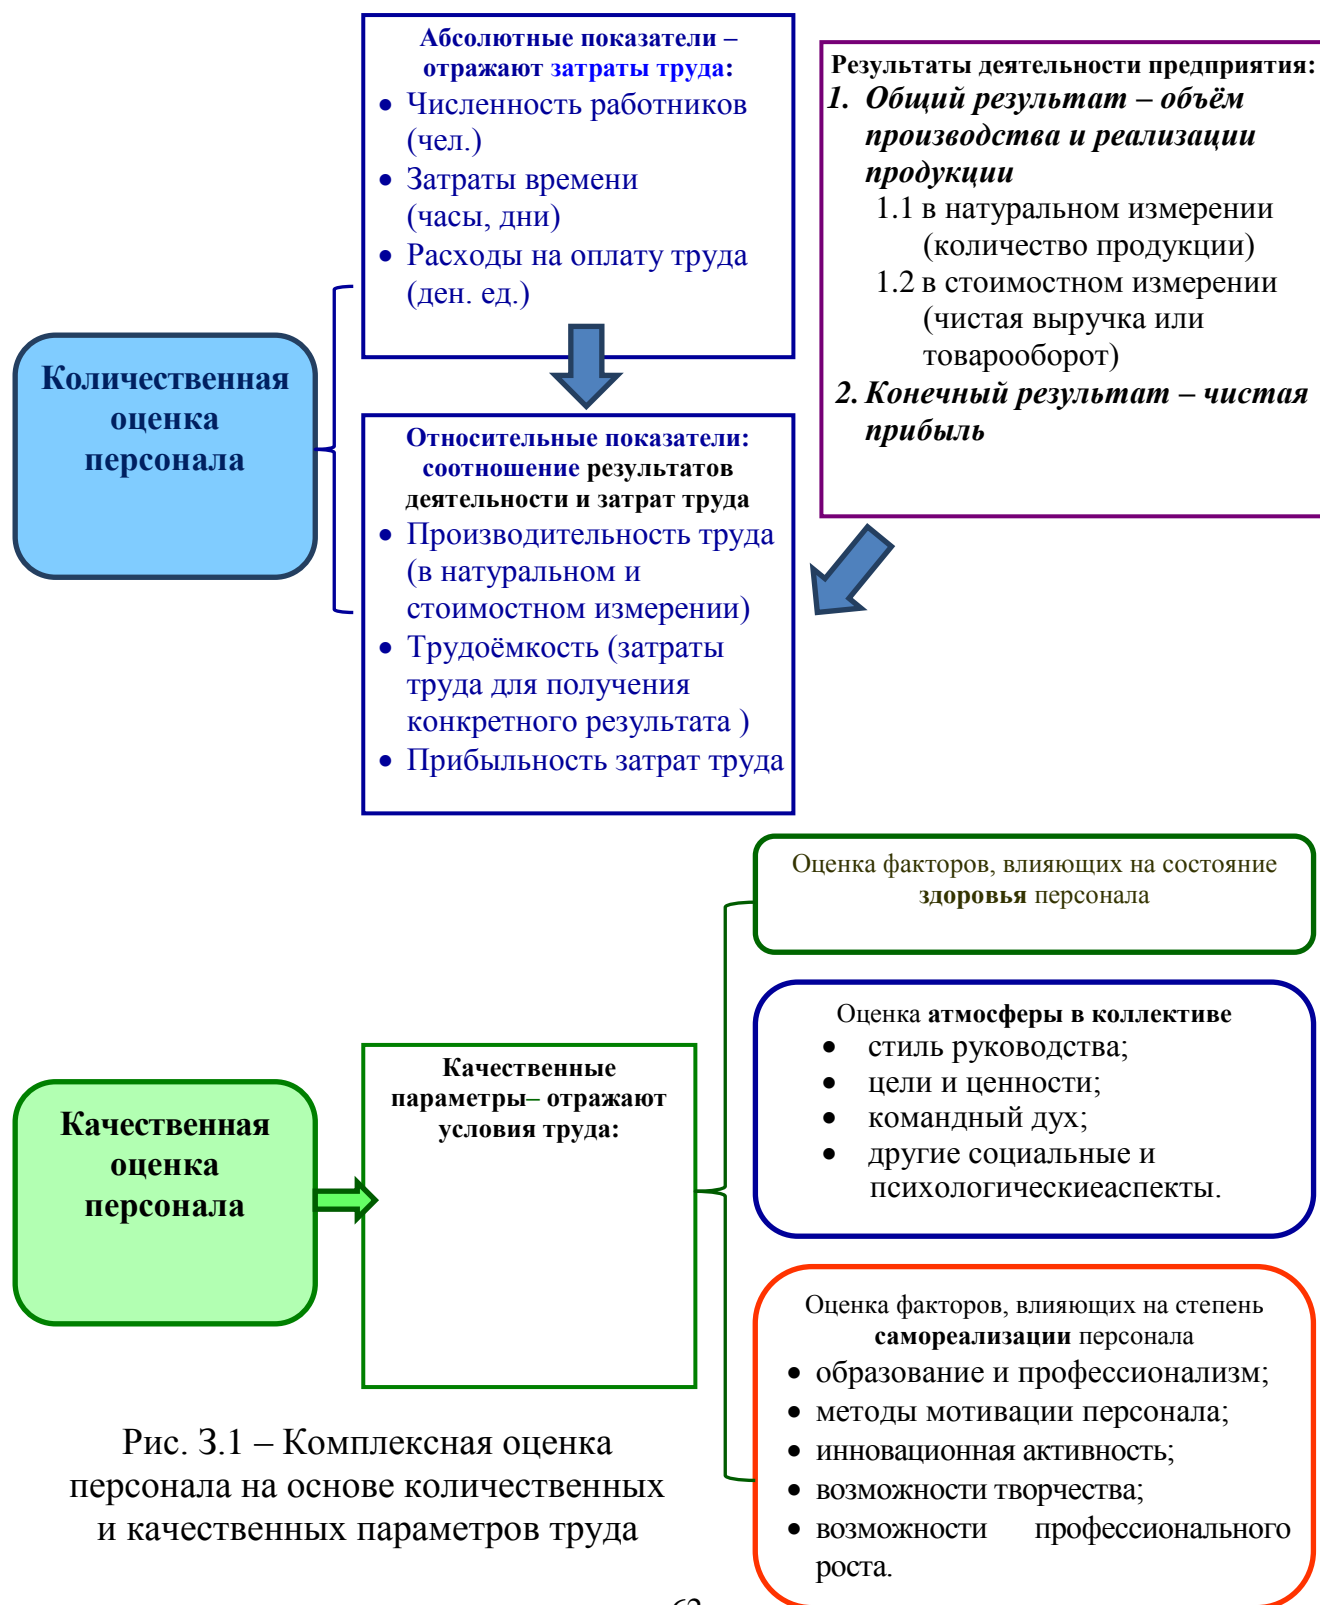 Абсолютные показатели –
отражают затраты труда:
• Численность работников
(чел.)
• Затраты времени
(часы, дни)
• Расходы на оплату труда
(ден. ед.)
Результаты деятельности предприятия:
1. Общий результат – объём
производства и реализации
продукции
1.1 в натуральном измерении
(количество продукции)
1.2 в стоимостном измерении
(чистая выручка или
товарооборот)
2. Конечный результат – чистая
прибыль
Количественная
оценка
персонала
Относительные показатели:
соотношение результатов
деятельности и затрат труда
• Производительность труда
(в натуральном и
стоимостном измерении)
• Трудоёмкость (затраты
труда для получения
конкретного результата )
• Прибыльность затрат труда
Оценка факторов, влияющих на состояние
здоровья персонала
Оценка атмосферы в коллективе
• стиль руководства;
• цели и ценности;
• командный дух;
• другие социальные и
психологическиеаспекты.
Качественная
оценка
персонала
Качественные
параметры– отражают
условия труда:
Оценка факторов, влияющих на степень
самореализации персонала
• образование и профессионализм;
• методы мотивации персонала;
• инновационная активность;
• возможности творчества;
• возможности профессионального
роста.
Рис. 3.1 – Комплексная оценка
персонала на основе количественных
и качественных параметров труда